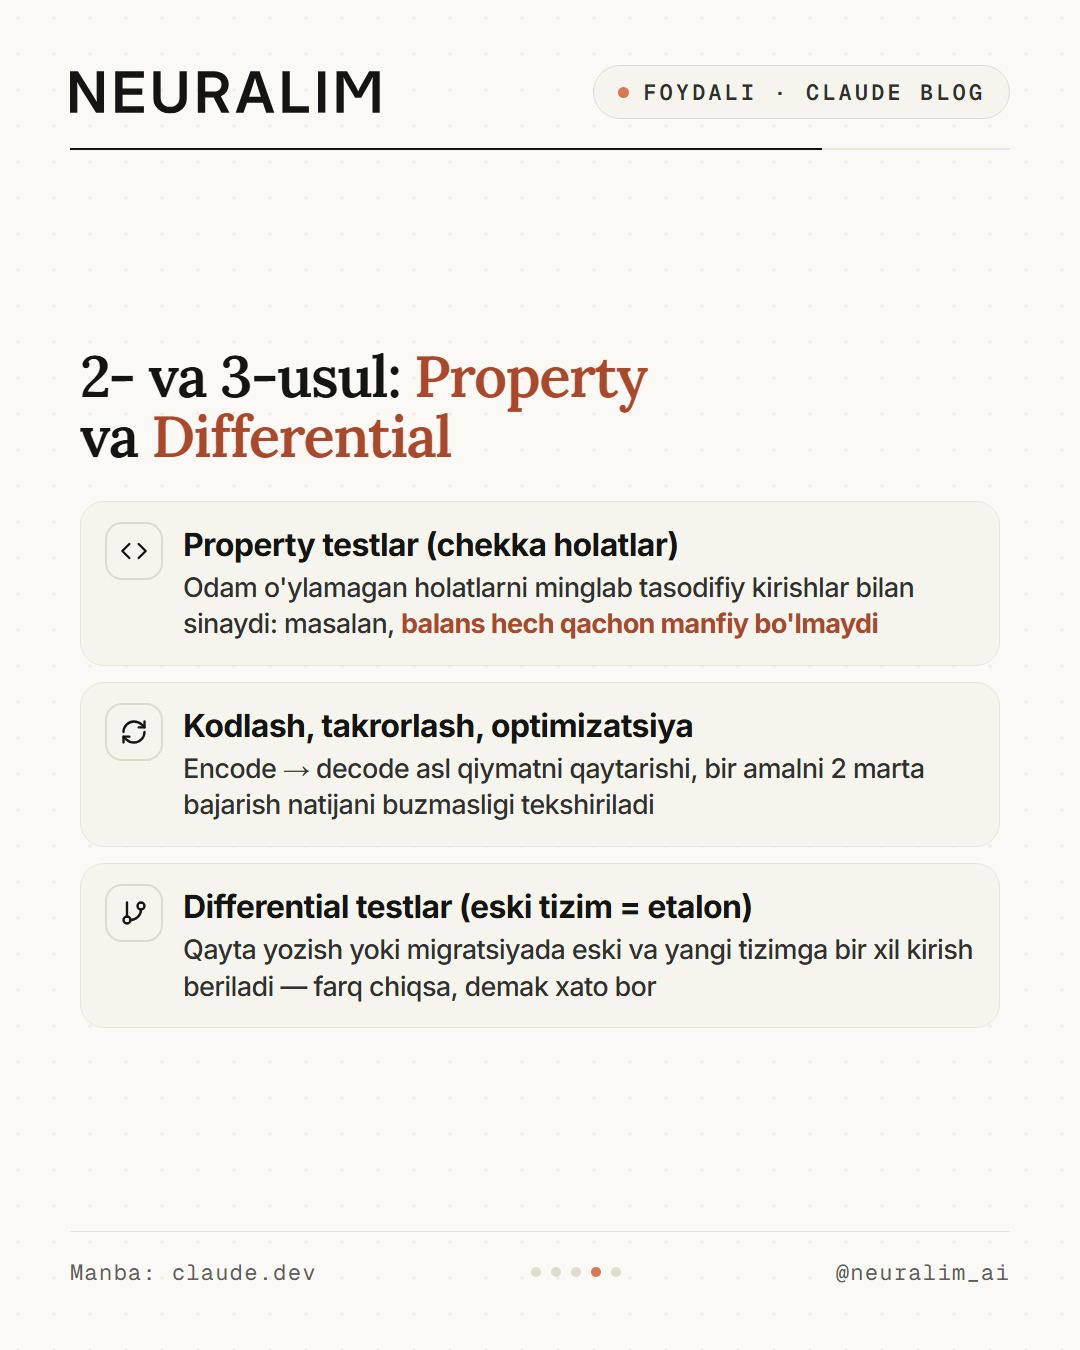 NEURALIM
FOYDALI · CLAUDE BLOG
2- va 3-usul: Property
va Differential
Property testlar (chekka holatlar)
Odam o'ylamagan holatlarni minglab tasodifiy kirishlar bilan
sinaydi: masalan, balans hech qachon manfiy bo'lmaydi
Kodlash, takrorlash, optimizatsiya
Encode → decode asl qiymatni qaytarishi, bir amalni 2 marta
bajarish natijani buzmasligi tekshiriladi
Differential testlar (eski tizim = etalon)
Qayta yozish yoki migratsiyada eski va yangi tizimga bir xil kirish
beriladi — farq chiqsa, demak xato bor
Manba: claude.dev
@neuralim_ai